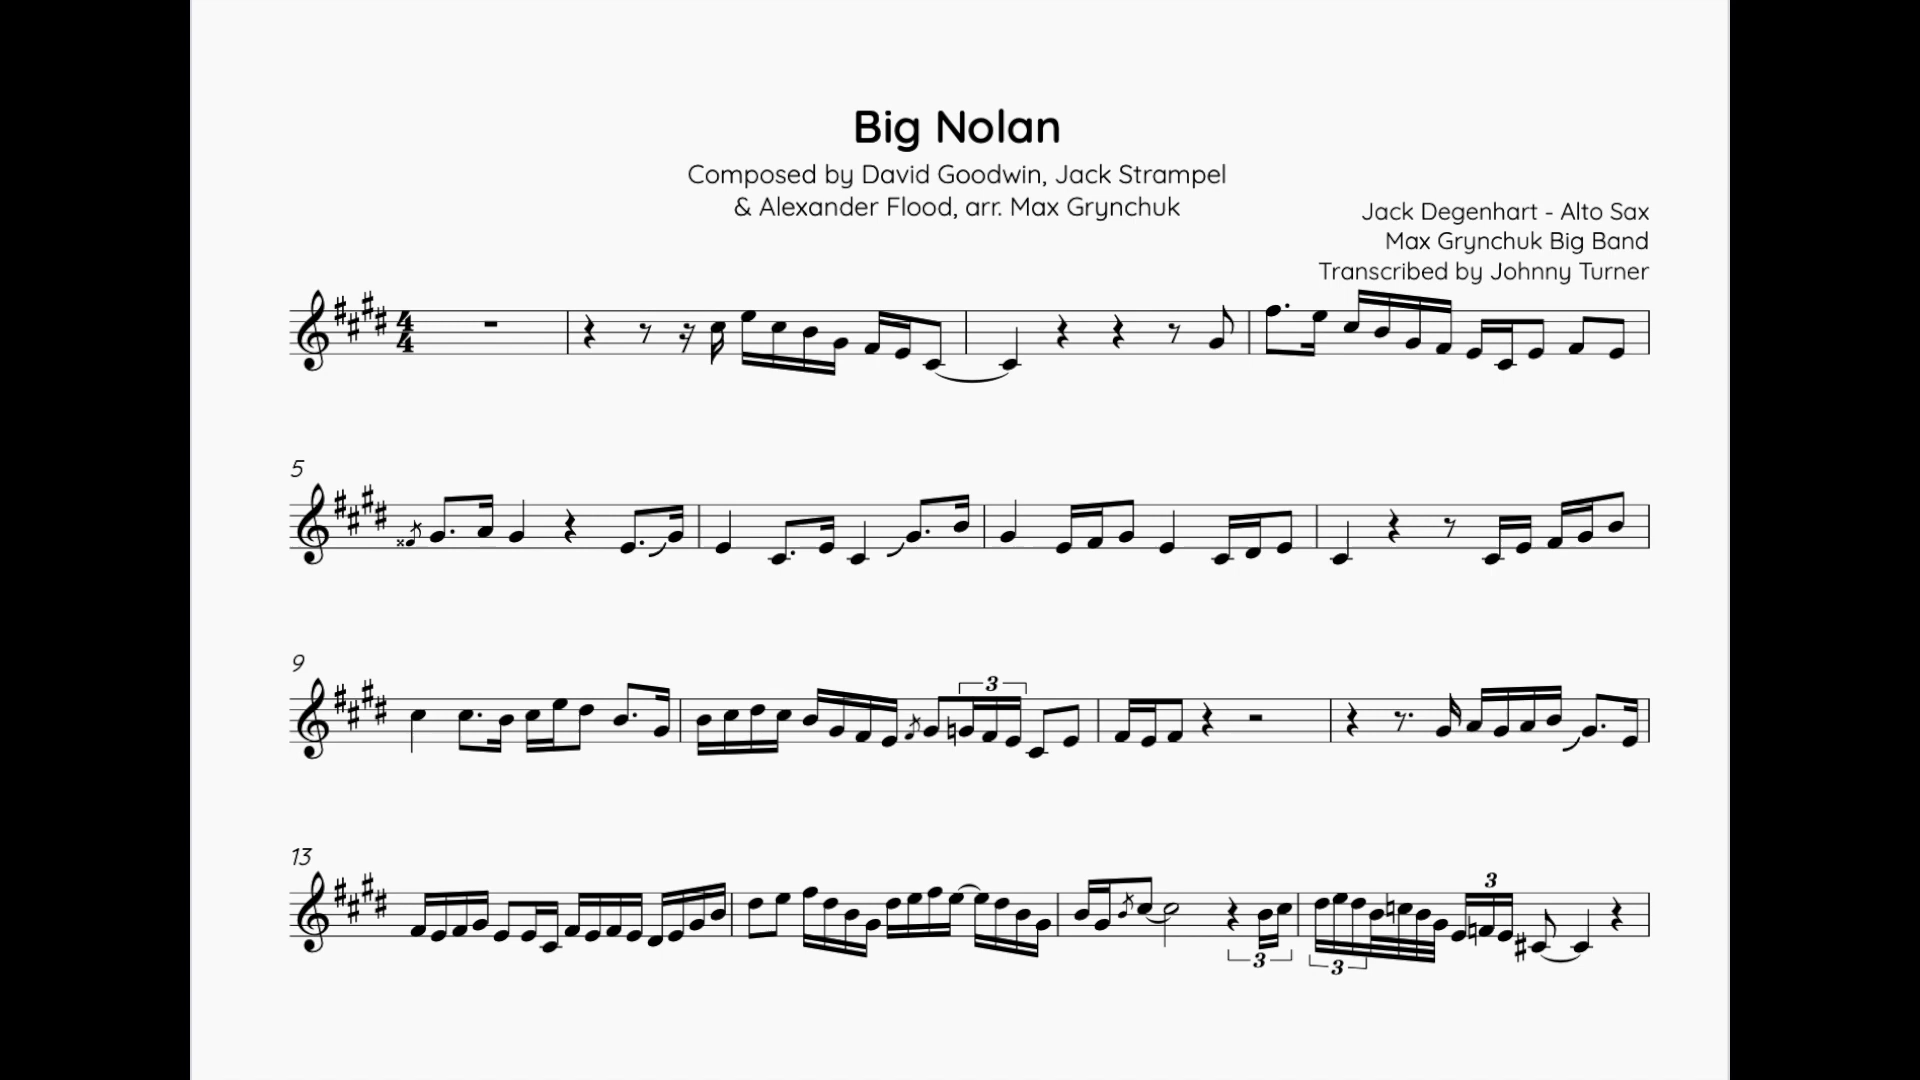 Big Nolan
Composed by David Goodwin, Jack Strampel
& Alexander Flood, arr. Max Grynchuk
Jack Degenhart - Alto Sax
Max Grynchuk Big Band
Transcribed by Johnny Turner
4
4
5
9
3
13
3
3
3